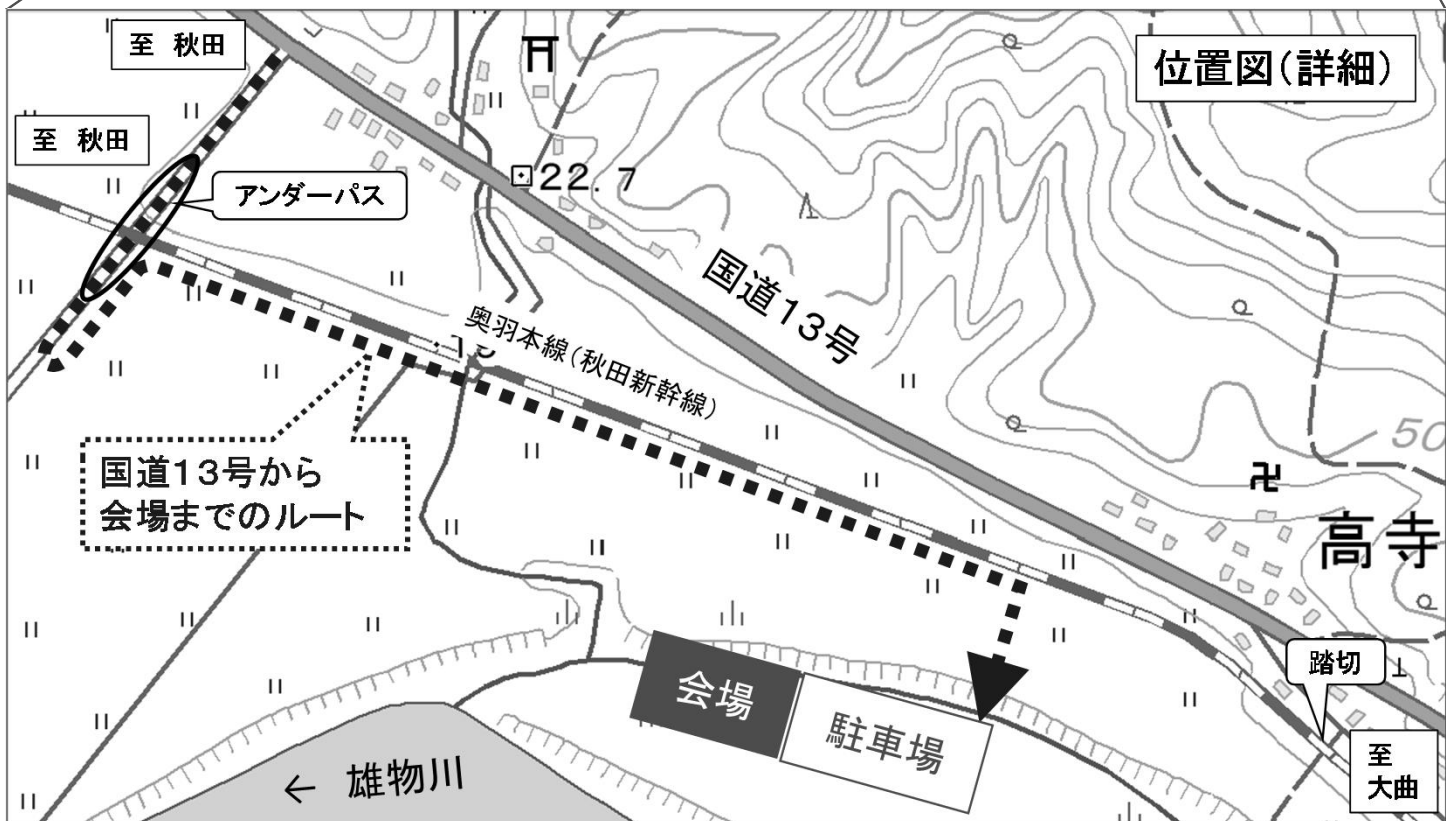 至 秋田
位置図(詳細)
至 秋田
アンダーパス
22.7
国道13号
奥羽本線(秋田新幹線)
国道13号から
会場までのルート
50
高寺
踏切
会場
駐車場
至
大曲
← 雄物川